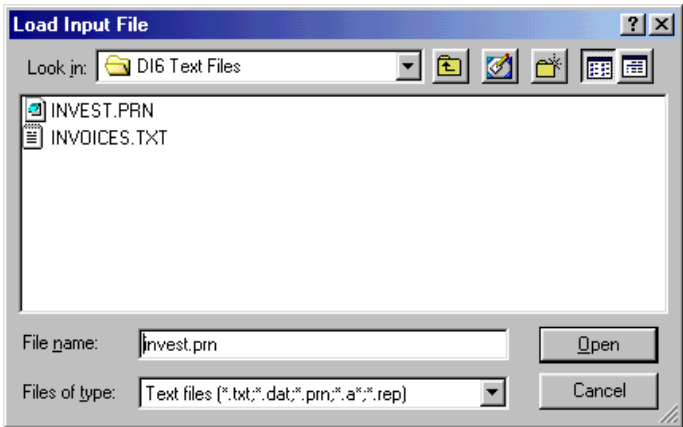 Load Input File
Look in: DI6 Text Files
INVEST.PRN
INVOICES.TXT
File name: invest.prn Open
Files of type: Text files (*.txt;*.dat;*.prn;*.a*;*.rep) Cancel